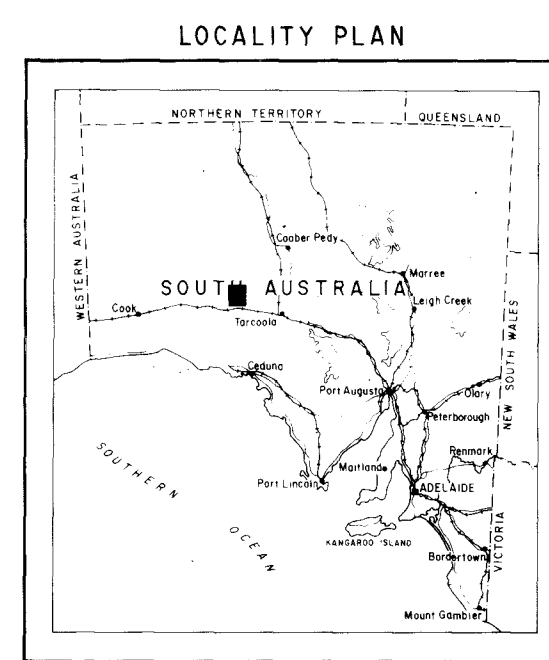 LOCALITY PLAN
NORTHERN TERRITORY
QUEENSLAND
WESTERN AUSTRALIA
Coober Pedy
Marree
SOUTH AUSTRALIA
Leigh Creek
Cook
Tarcoola
NEW SOUTH WALES
Ceduna
Port Augusta
Olary
Peterborough
Renmark
Maitland
Port Lincoln
ADELAIDE
SOUTHERN
OCEAN
KANGAROO ISLAND
VICTORIA
Bordertown
Mount Gambier